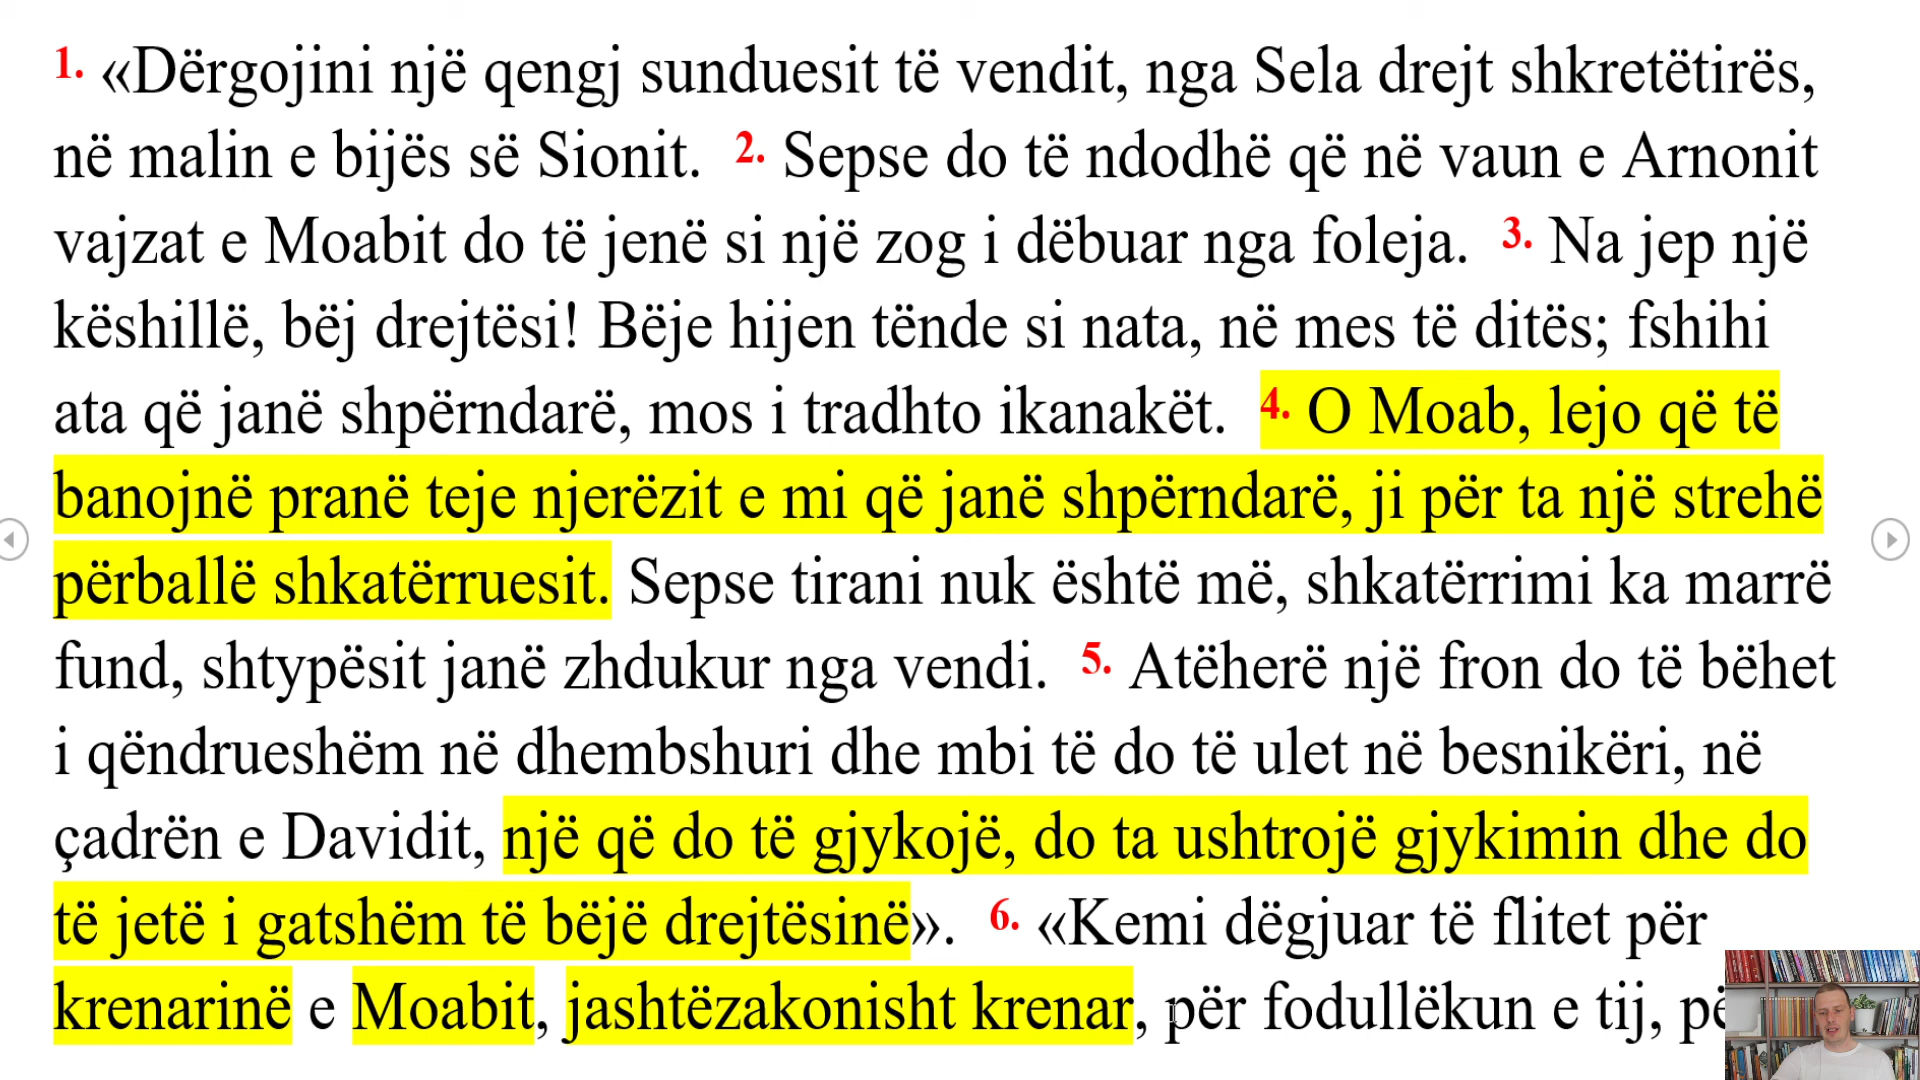 1. «Dërgojini një qengj sunduesit të vendit, nga Sela drejt shkretëtirës,
në malin e bijës së Sionit. 2. Sepse do të ndodhë që në vaun e Arnonit
vajzat e Moabit do të jenë si një zog i dëbuar nga foleja. 3. Na jep një
këshillë, bëj drejtësi! Bëje hijen tënde si nata, në mes të ditës; fshihi
ata që janë shpërndarë, mos i tradhto ikanakët. 4. O Moab, lejo që të
banojnë pranë teje njerëzit e mi që janë shpërndarë, ji për ta një strehë
përballë shkatërruesit. Sepse tirani nuk është më, shkatërrimi ka marrë
fund, shtypësit janë zhdukur nga vendi. 5. Atëherë një fron do të bëhet
i qëndrueshëm në dhembshuri dhe mbi të do të ulet në besnikëri, në
çadrën e Davidit, një që do të gjykojë, do ta ushtrojë gjykimin dhe do
të jetë i gatshëm të bëjë drejtësinë». 6. «Kemi dëgjuar të flitet për
krenarinë e Moabit, jashtëzakonisht krenar, për fodullëkun e tij,